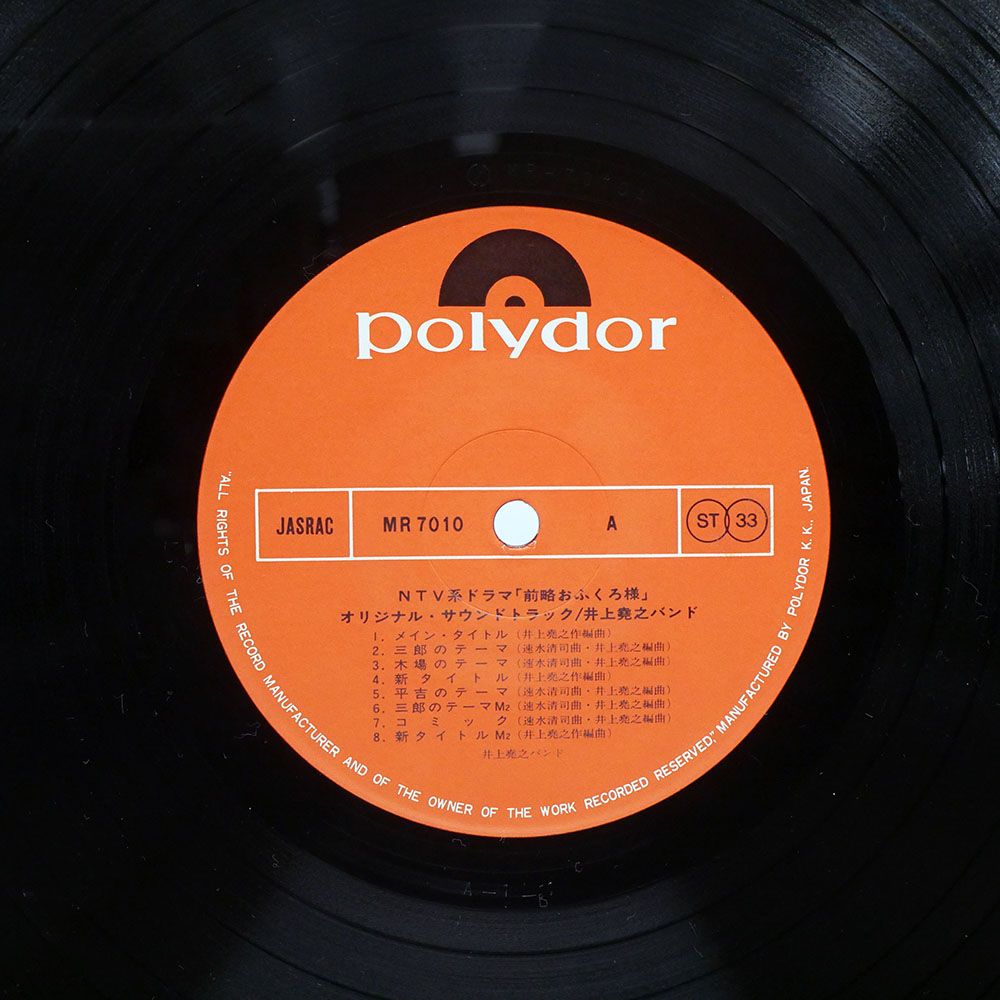 polydor
JASRAC
MR 7010
A
ST 33
NTV系ドラマ「前略おふくろ様」
オリジナル・サウンドトラック/井上堯之バンド
1. メイン・タイトル(井上堯之作編曲)
2. 三郎のテーマ(速水清司曲・井上堯之編曲)
3. 木場のテーマ(速水清司曲・井上堯之編曲)
4. 新タイトル(井上堯之作編曲)
5. 平吉のテーマ(速水清司曲・井上堯之編曲)
6. 三郎のテーマM2(速水清司曲・井上堯之編曲)
7. コミック(速水清司曲・井上堯之編曲)
8. 新タイトルM2(井上堯之作編曲)
井上堯之バンド
"ALL RIGHTS OF THE RECORD MANUFACTURER AND OF THE OWNER OF THE WORK RECORDED RESERVED," MANUFACTURED BY POLYDOR K.K., JAPAN.